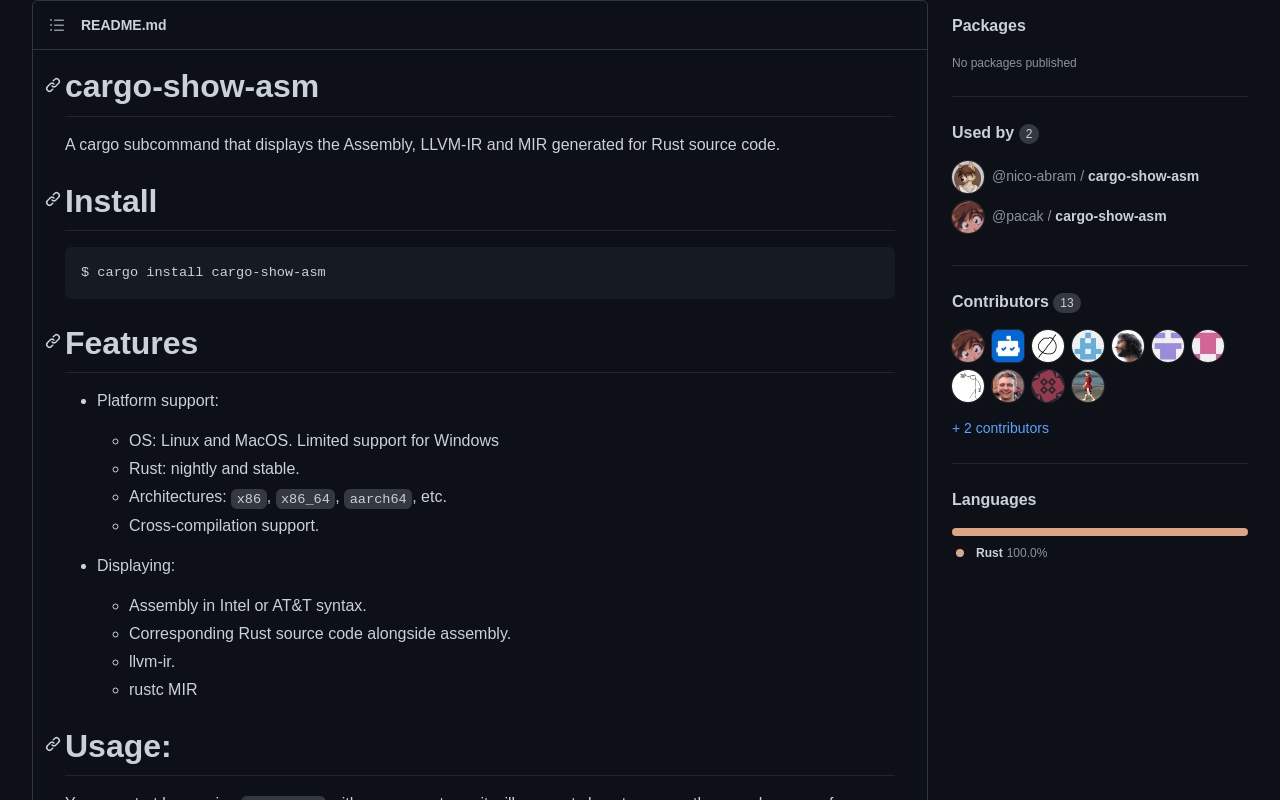 README.md
cargo-show-asm
A cargo subcommand that displays the Assembly, LLVM-IR and MIR generated for Rust source code.
Install
$ cargo install cargo-show-asm
Features
Platform support:
OS: Linux and MacOS. Limited support for Windows
Rust: nightly and stable.
Architectures: x86, x86_64, aarch64, etc.
Cross-compilation support.
Displaying:
Assembly in Intel or AT&T syntax.
Corresponding Rust source code alongside assembly.
llvm-ir.
rustc MIR
Usage:
Packages
No packages published
Used by 2
@nico-abram / cargo-show-asm
@pacak / cargo-show-asm
Contributors 13
+ 2 contributors
Languages
Rust 100.0%